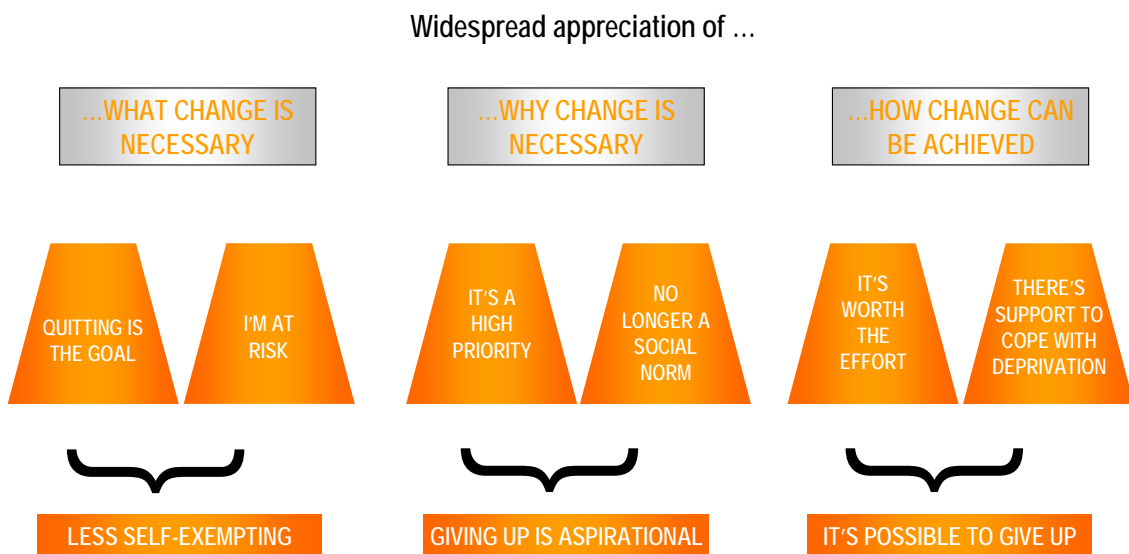 Widespread appreciation of …
…WHAT CHANGE IS
NECESSARY
…WHY CHANGE IS
NECESSARY
…HOW CHANGE CAN
BE ACHIEVED
QUITTING IS
THE GOAL
I'M AT
RISK
IT'S A
HIGH
PRIORITY
NO
LONGER A
SOCIAL
NORM
IT'S
WORTH
THE
EFFORT
THERE'S
SUPPORT TO
COPE WITH
DEPRIVATION
LESS SELF-EXEMPTING
GIVING UP IS ASPIRATIONAL
IT'S POSSIBLE TO GIVE UP